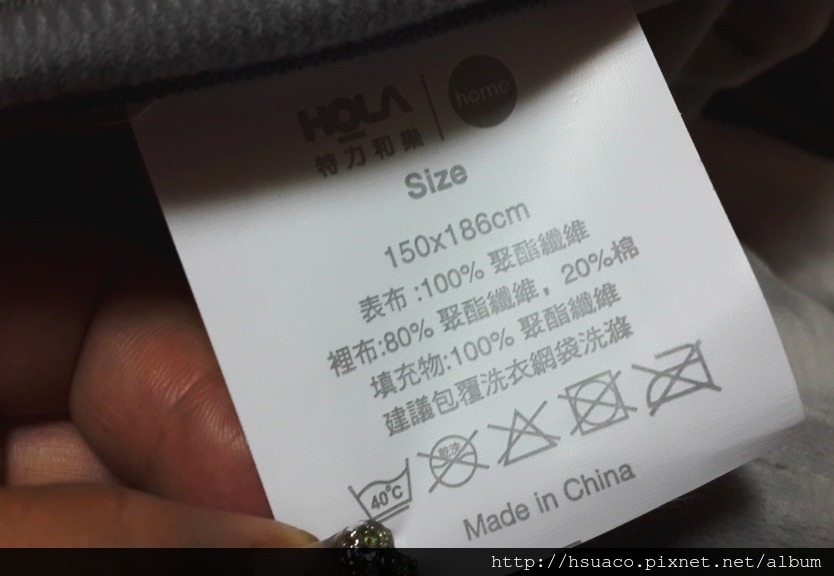 HOLA home
特力和樂
Size
150x186cm
表布:100% 聚酯纖維
裡布:80% 聚酯纖維，20%棉
填充物:100% 聚酯纖維
建議包覆洗衣網袋洗滌
40°C 乾洗
Made in China
http://hsuaco.pixnet.net/album